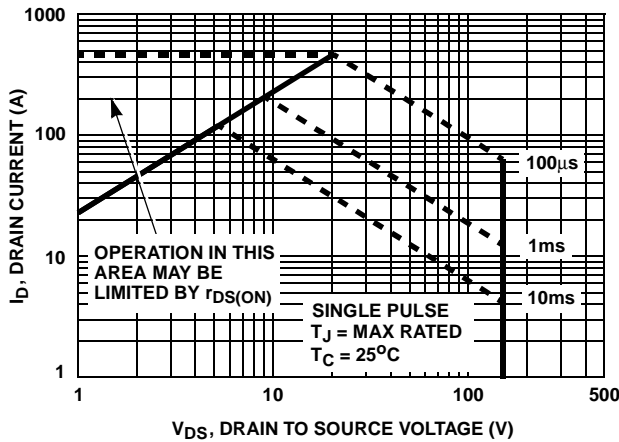 1000
100
10
1
I_D, DRAIN CURRENT (A)
OPERATION IN THIS
AREA MAY BE
LIMITED BY r_DS(ON)
SINGLE PULSE
T_J = MAX RATED
T_C = 25°C
100µs
1ms
10ms
1
10
100
500
V_DS, DRAIN TO SOURCE VOLTAGE (V)